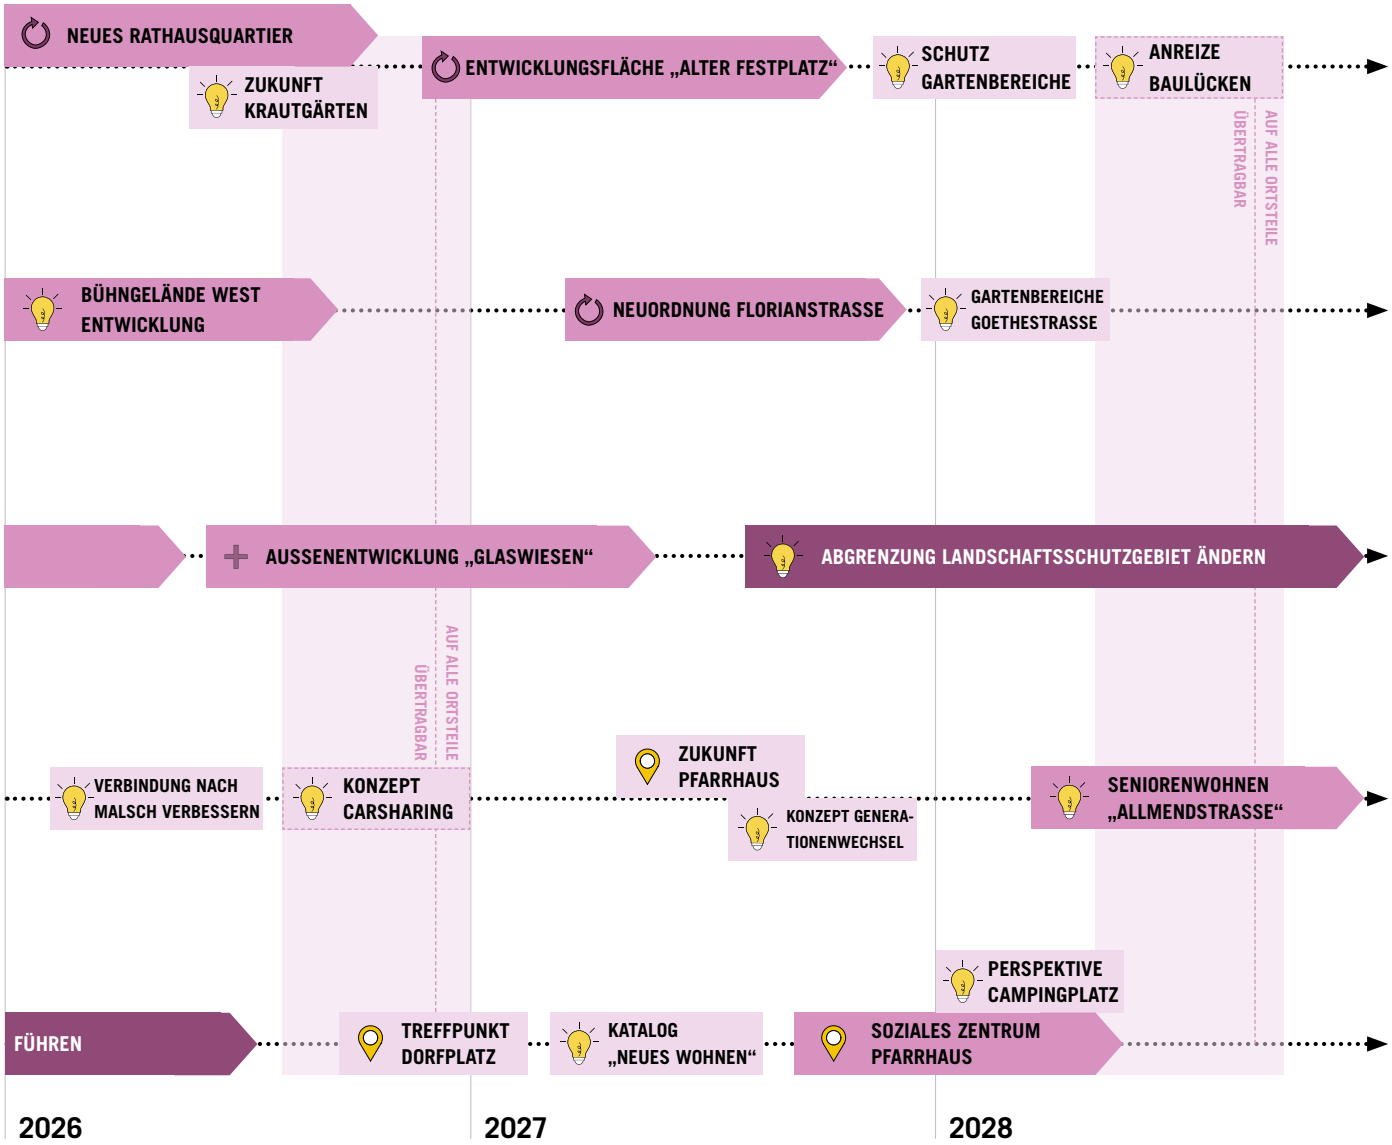 NEUES RATHAUSQUARTIER
ZUKUNFT
KRAUTGÄRTEN
ENTWICKLUNGSFLÄCHE „ALTER FESTPLATZ“
SCHUTZ
GARTENBEREICHE
ANREIZE
BAULÜCKEN
AUF ALLE ORTSTEILE
ÜBERTRAGBAR
BÜHNGELÄNDE WEST
ENTWICKLUNG
NEUORDNUNG FLORIANSTRASSE
GARTENBEREICHE
GOETHESTRASSE
AUSSENENTWICKLUNG „GLASWIESEN“
ABGRENZUNG LANDSCHAFTSSCHUTZGEBIET ÄNDERN
AUF ALLE ORTSTEILE
ÜBERTRAGBAR
VERBINDUNG NACH
MALSCH VERBESSERN
KONZEPT
CARSHARING
ZUKUNFT
PFARRHAUS
KONZEPT GENERA-
TIONENWECHSEL
SENIORENWOHNEN
„ALLMENDSTRASSE“
PERSPEKTIVE
CAMPINGPLATZ
FÜHREN
TREFFPUNKT
DORFPLATZ
KATALOG
„NEUES WOHNEN“
SOZIALES ZENTRUM
PFARRHAUS
2026
2027
2028